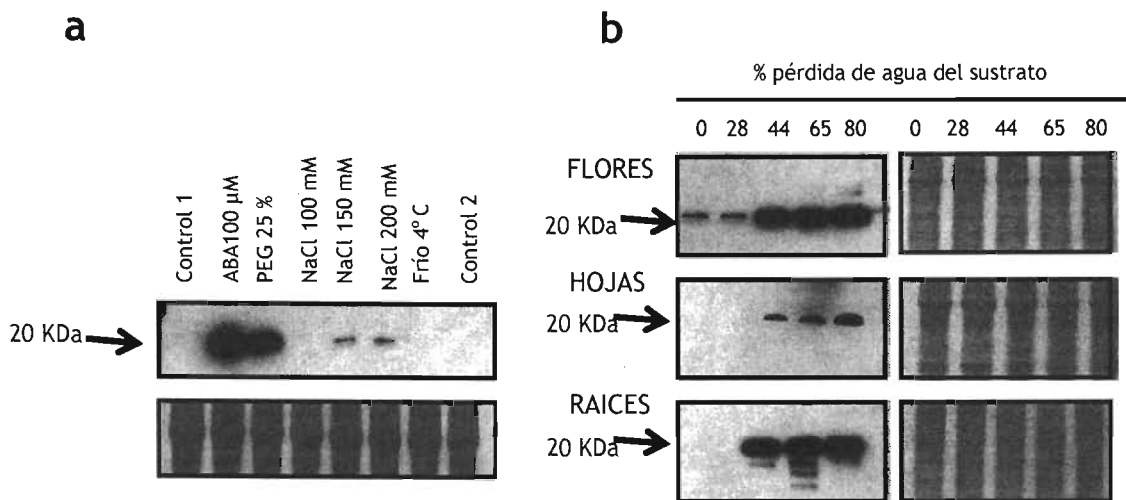 a
Control 1
ABA100 µM
PEG 25 %
NaCl 100 mM
NaCl 150 mM
NaCl 200 mM
Frío 4º C
Control 2
20 KDa
b
% pérdida de agua del sustrato
0 28 44 65 80
0 28 44 65 80
FLORES
20 KDa
HOJAS
20 KDa
RAICES
20 KDa